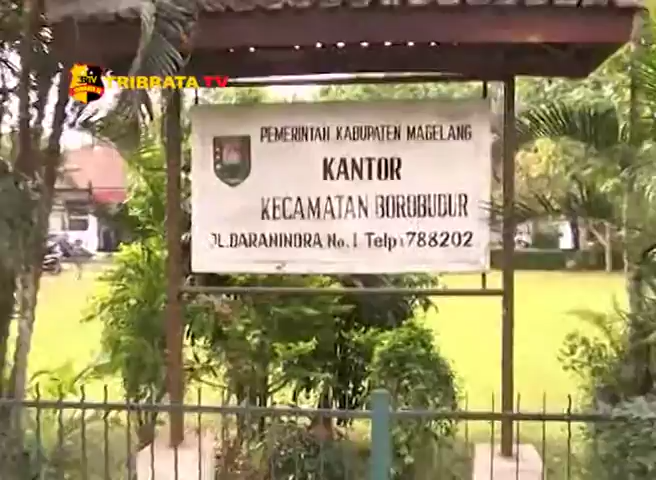 TRIBRATA TV
PEMERINTAH KABUPATEN MAGELANG
KANTOR
KECAMATAN BOROBUDUR
JL.DARANINDRA No.1 Telp.788202